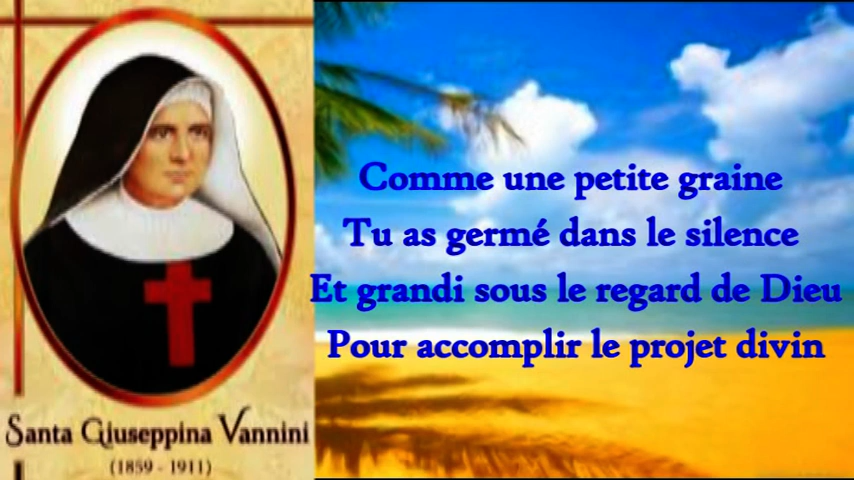 Santa Giuseppina Vannini
(1859 - 1911)
Comme une petite graine
Tu as germé dans le silence
Et grandi sous le regard de Dieu
Pour accomplir le projet divin